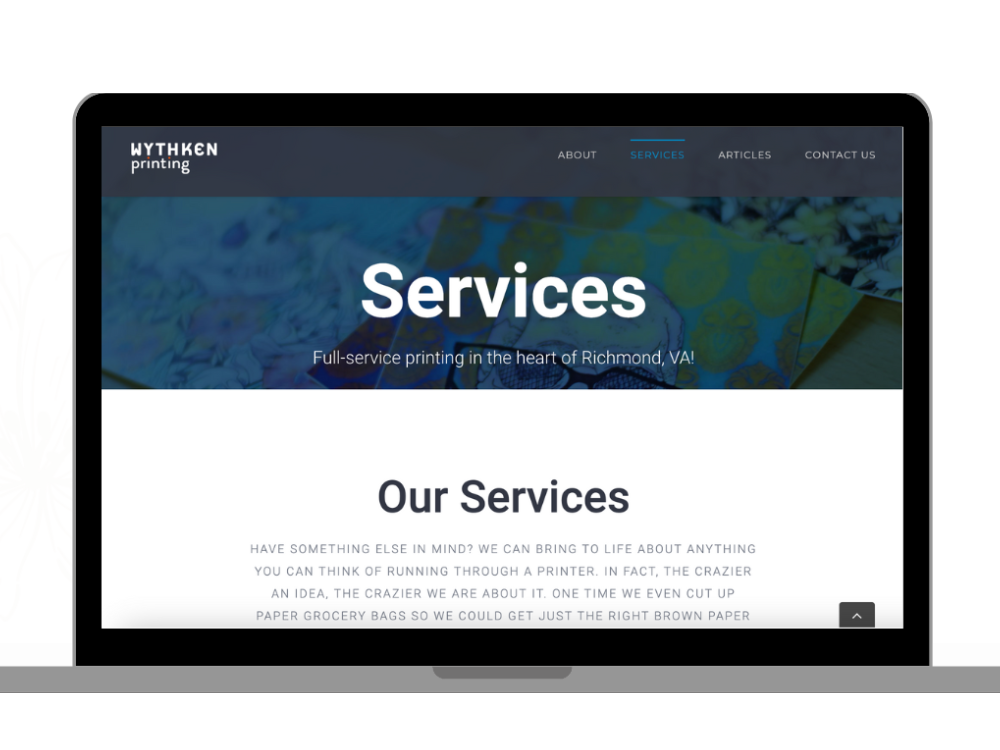 WYTHKEN
printing
ABOUT SERVICES ARTICLES CONTACT US
Services
Full-service printing in the heart of Richmond, VA!
Our Services
HAVE SOMETHING ELSE IN MIND? WE CAN BRING TO LIFE ABOUT ANYTHING
YOU CAN THINK OF RUNNING THROUGH A PRINTER. IN FACT, THE CRAZIER
AN IDEA, THE CRAZIER WE ARE ABOUT IT. ONE TIME WE EVEN CUT UP
PAPER GROCERY BAGS SO WE COULD GET JUST THE RIGHT BROWN PAPER